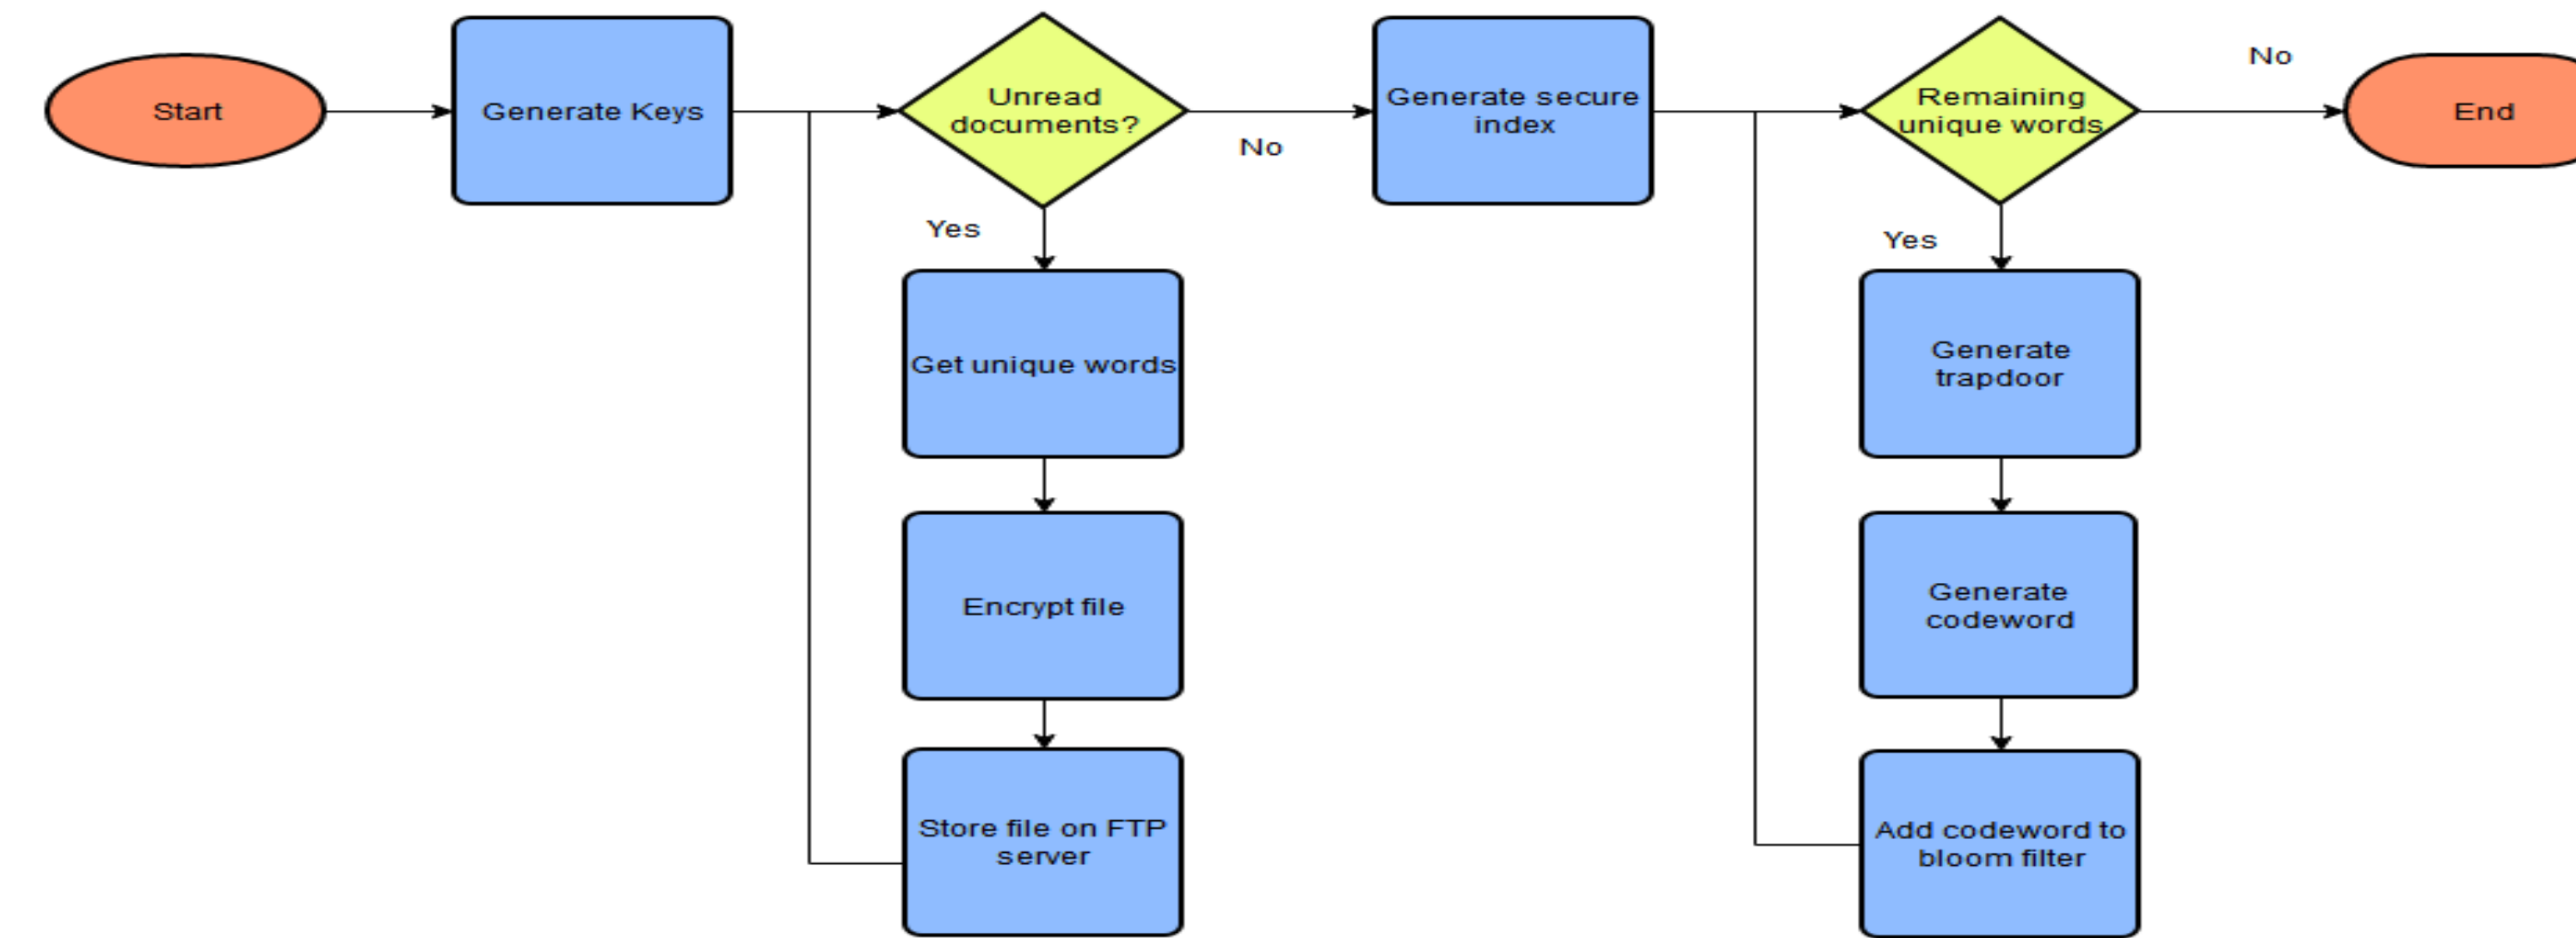 Start
Generate Keys
Unread
documents?
No
Generate secure
index
Remaining
unique words
No
End
Yes
Yes
Get unique words
Generate
trapdoor
Encrypt file
Generate
codeword
Store file on FTP
server
Add codeword to
bloom filter